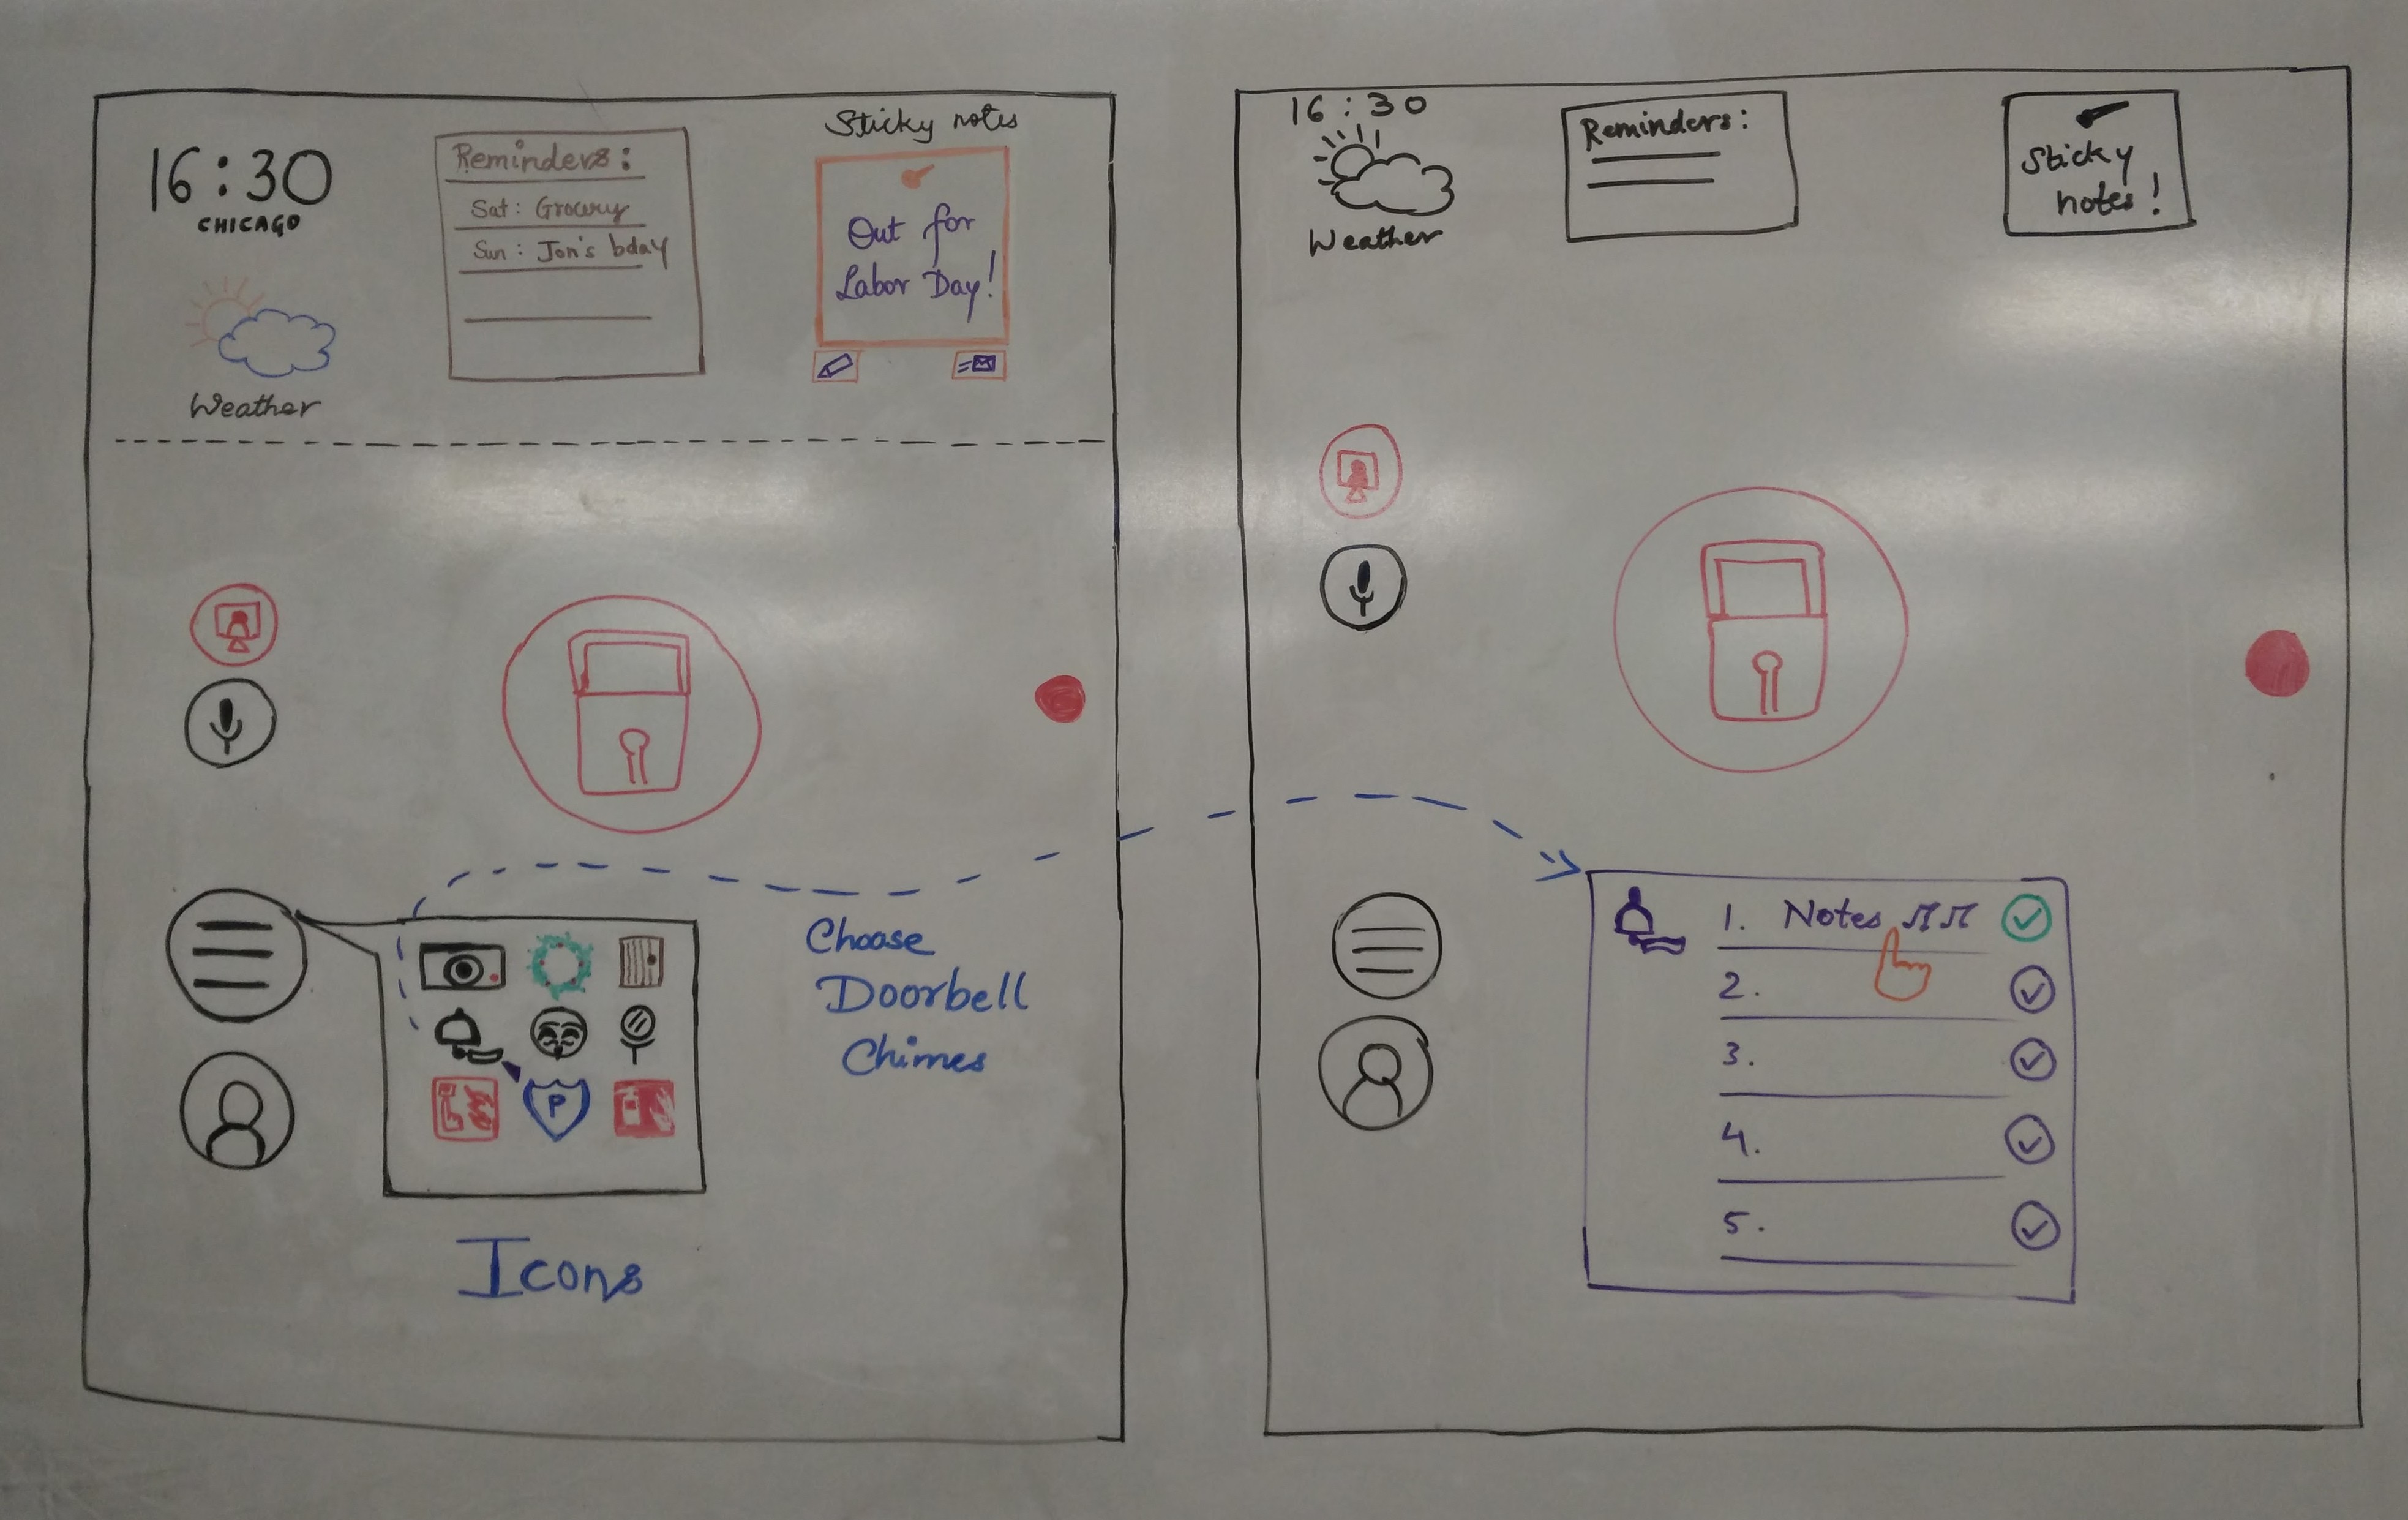 16:30
CHICAGO
Weather
Reminders:
Sat: Grocery
Sun: Jon's bday
Sticky notes
Out for
Labor Day!
P
Icons
Choose
Doorbell
Chimes
16:30
Weather
Reminders:
Sticky
notes!
1. Notes
2.
3.
4.
5.